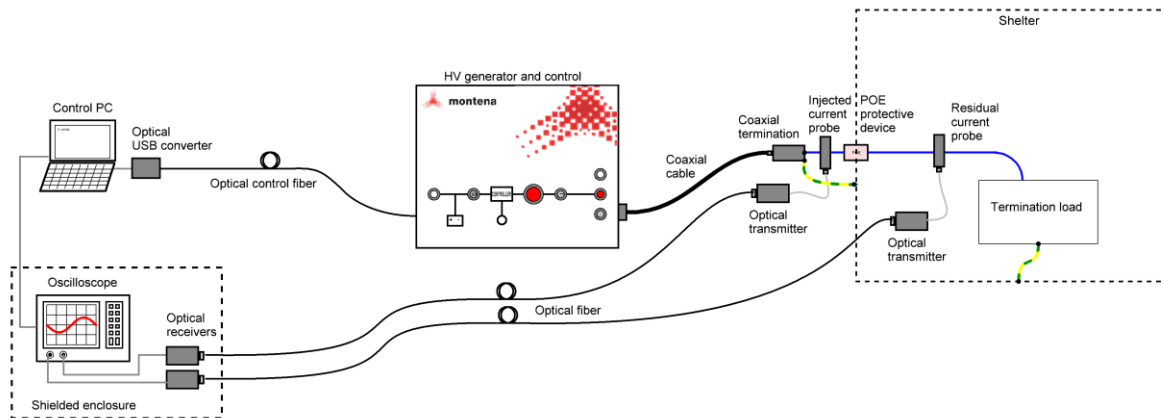 Shelter
HV generator and control
montena
CONTROLLER
Control PC
Optical
USB converter
Optical control fiber
Coaxial
cable
Coaxial
termination
Injected
current
probe
POE
protective
device
Residual
current
probe
Optical
transmitter
Optical
transmitter
Termination load
Oscilloscope
Optical
receivers
Optical fiber
Shielded enclosure